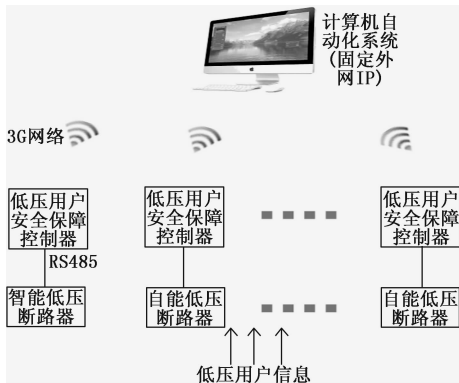 计算机自
动化系统
(固定外
网IP)
3G网络
低压用户
安全保障
控制器
低压用户
安全保障
控制器
低压用户
安全保障
控制器
RS485
智能低压
断路器
自能低压
断路器
自能低压
断路器
低压用户信息